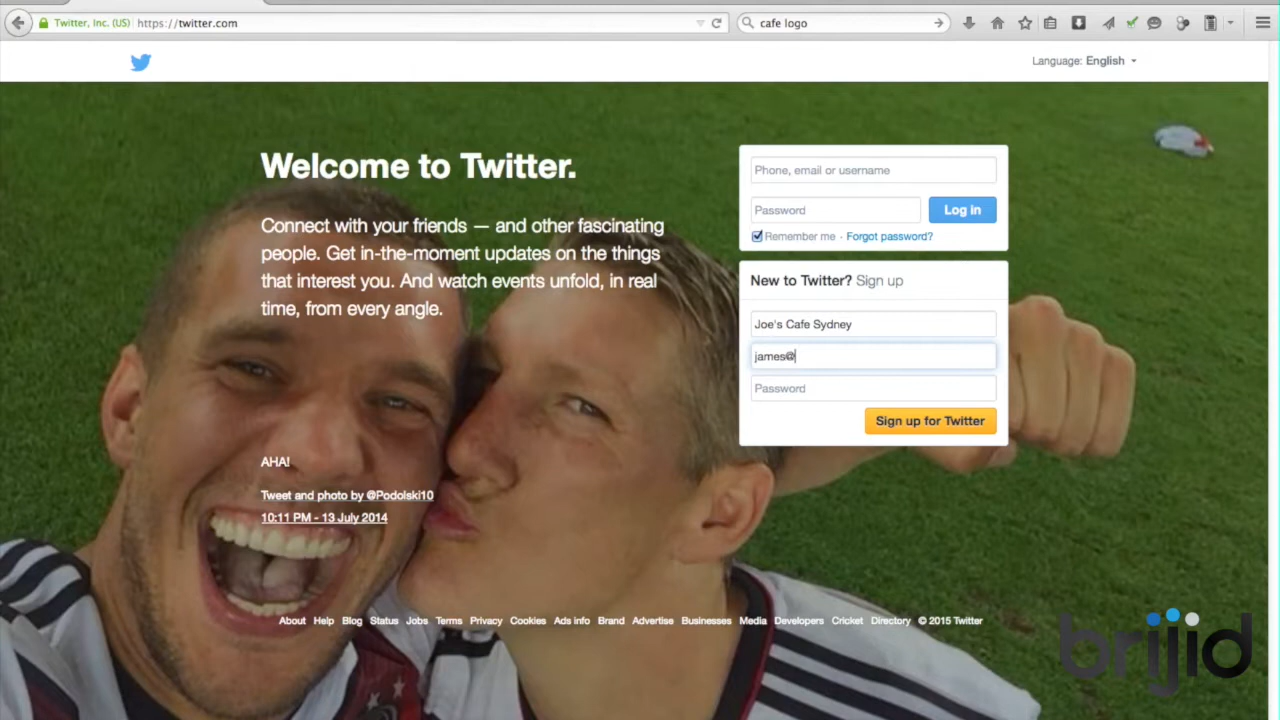 Twitter, Inc. (US) https://twitter.com
cafe logo
Language: English
Welcome to Twitter.
Connect with your friends — and other fascinating
people. Get in-the-moment updates on the things
that interest you. And watch events unfold, in real
time, from every angle.
AHA!
Tweet and photo by @Podolski10
10:11 PM - 13 July 2014
Phone, email or username
Password
Log in
Remember me · Forgot password?
New to Twitter? Sign up
Joe's Cafe Sydney
james@
Password
Sign up for Twitter
About Help Blog Status Jobs Terms Privacy Cookies Ads info Brand Advertise Businesses Media Developers Cricket Directory © 2015 Twitter
brijid